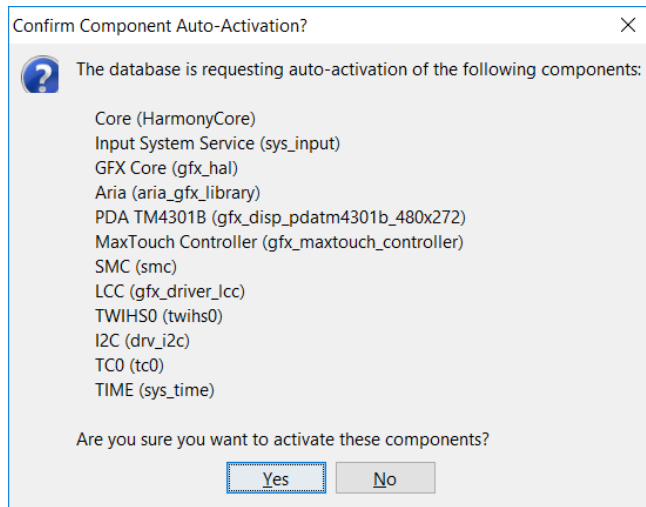 Confirm Component Auto-Activation?
The database is requesting auto-activation of the following components:
Core (HarmonyCore)
Input System Service (sys_input)
GFX Core (gfx_hal)
Aria (aria_gfx_library)
PDA TM4301B (gfx_disp_pdatm4301b_480x272)
MaxTouch Controller (gfx_maxtouch_controller)
SMC (smc)
LCC (gfx_driver_lcc)
TWIHS0 (twihs0)
I2C (drv_i2c)
TC0 (tc0)
TIME (sys_time)
Are you sure you want to activate these components?
Yes No